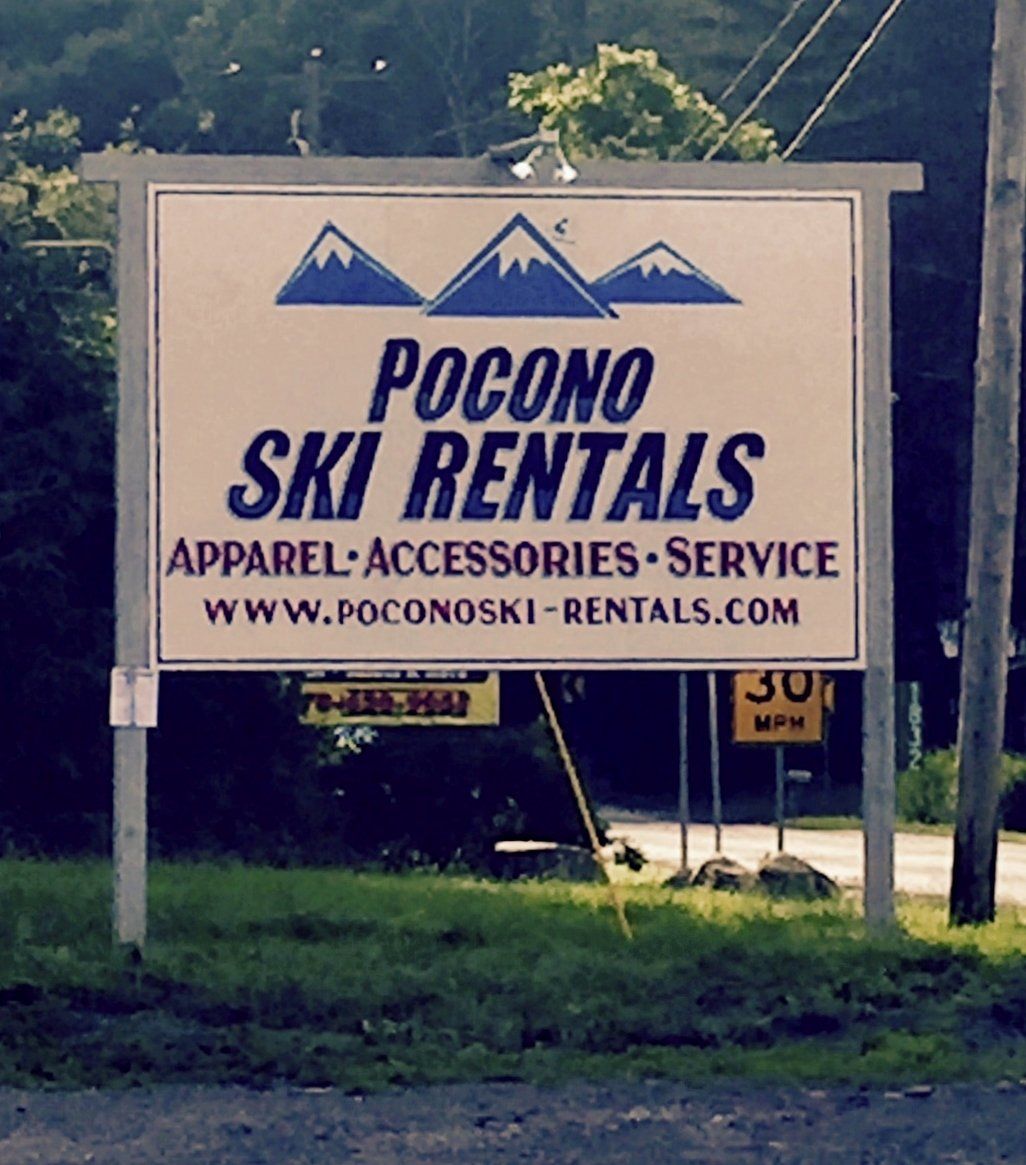 POCONO
SKI RENTALS
APPAREL · ACCESSORIES · SERVICE
WWW.POCONOSKI-RENTALS.COM
30
MPH